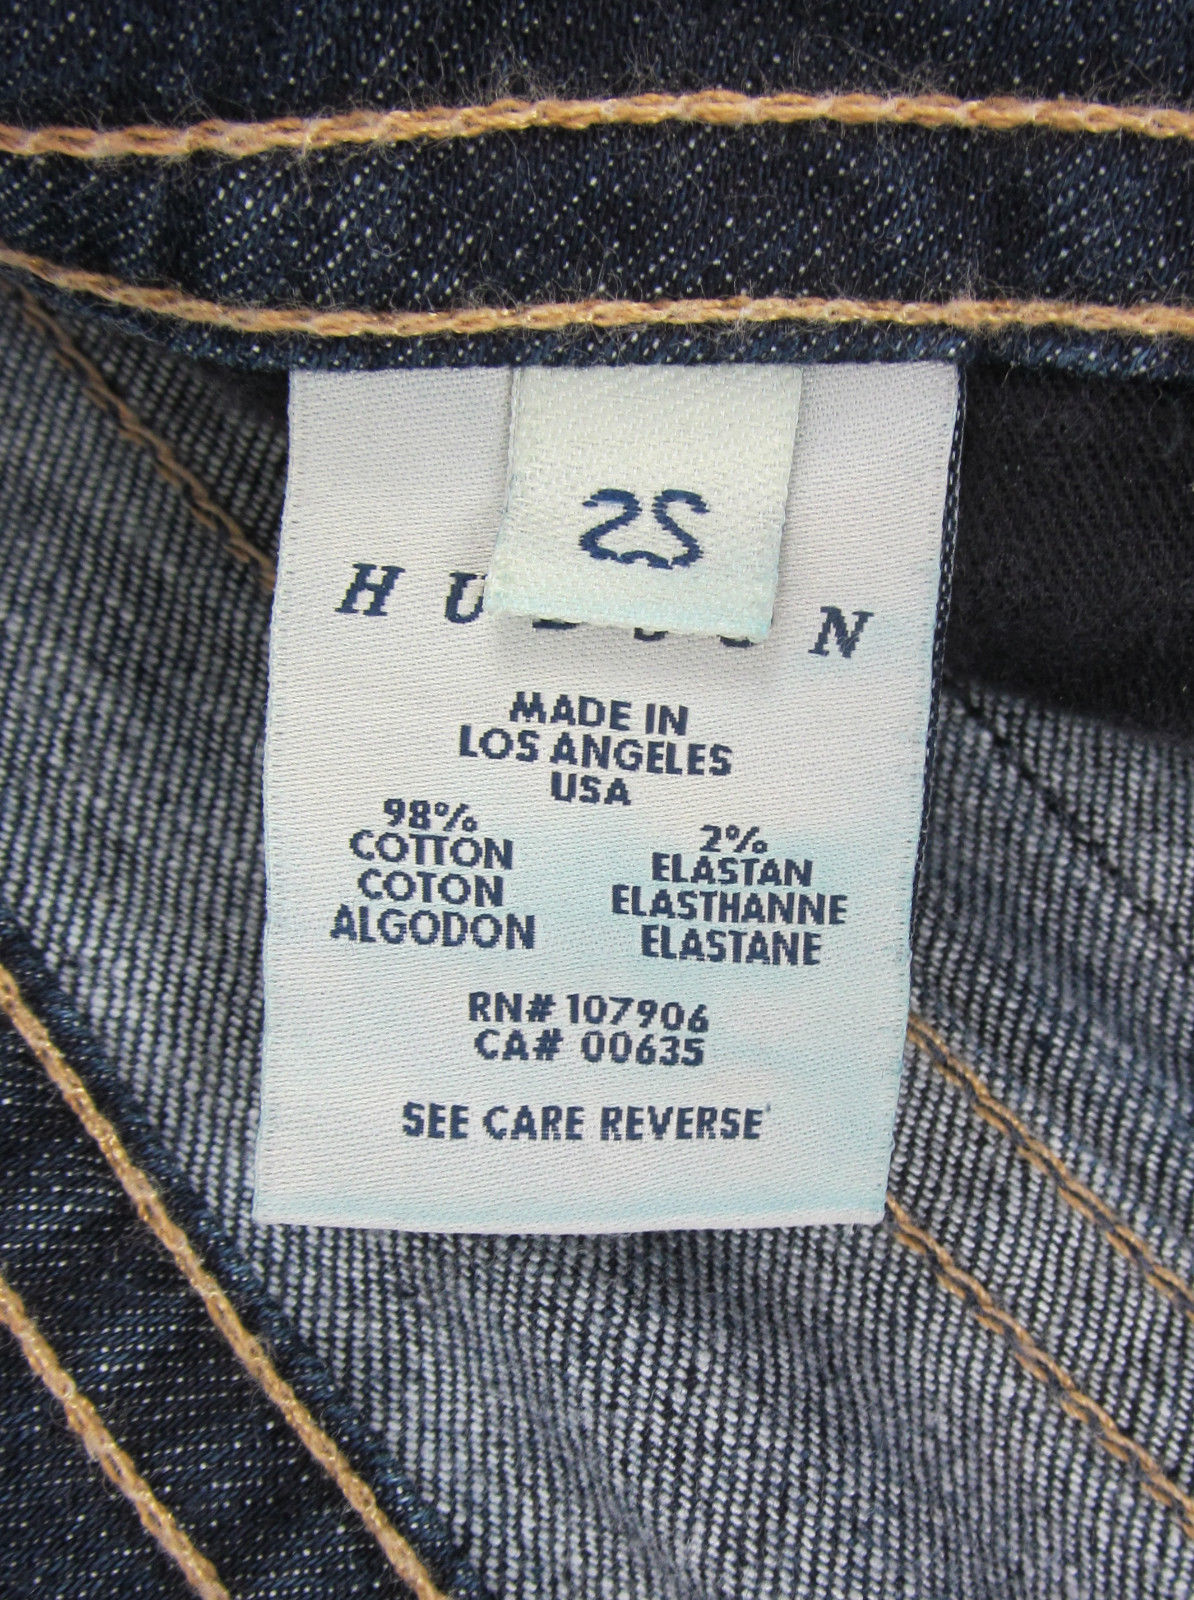 H U D S O N
MADE IN
LOS ANGELES
USA
98%
COTTON
COTON
ALGODON
2%
ELASTAN
ELASTHANNE
ELASTANE
RN# 107906
CA# 00635
SEE CARE REVERSE